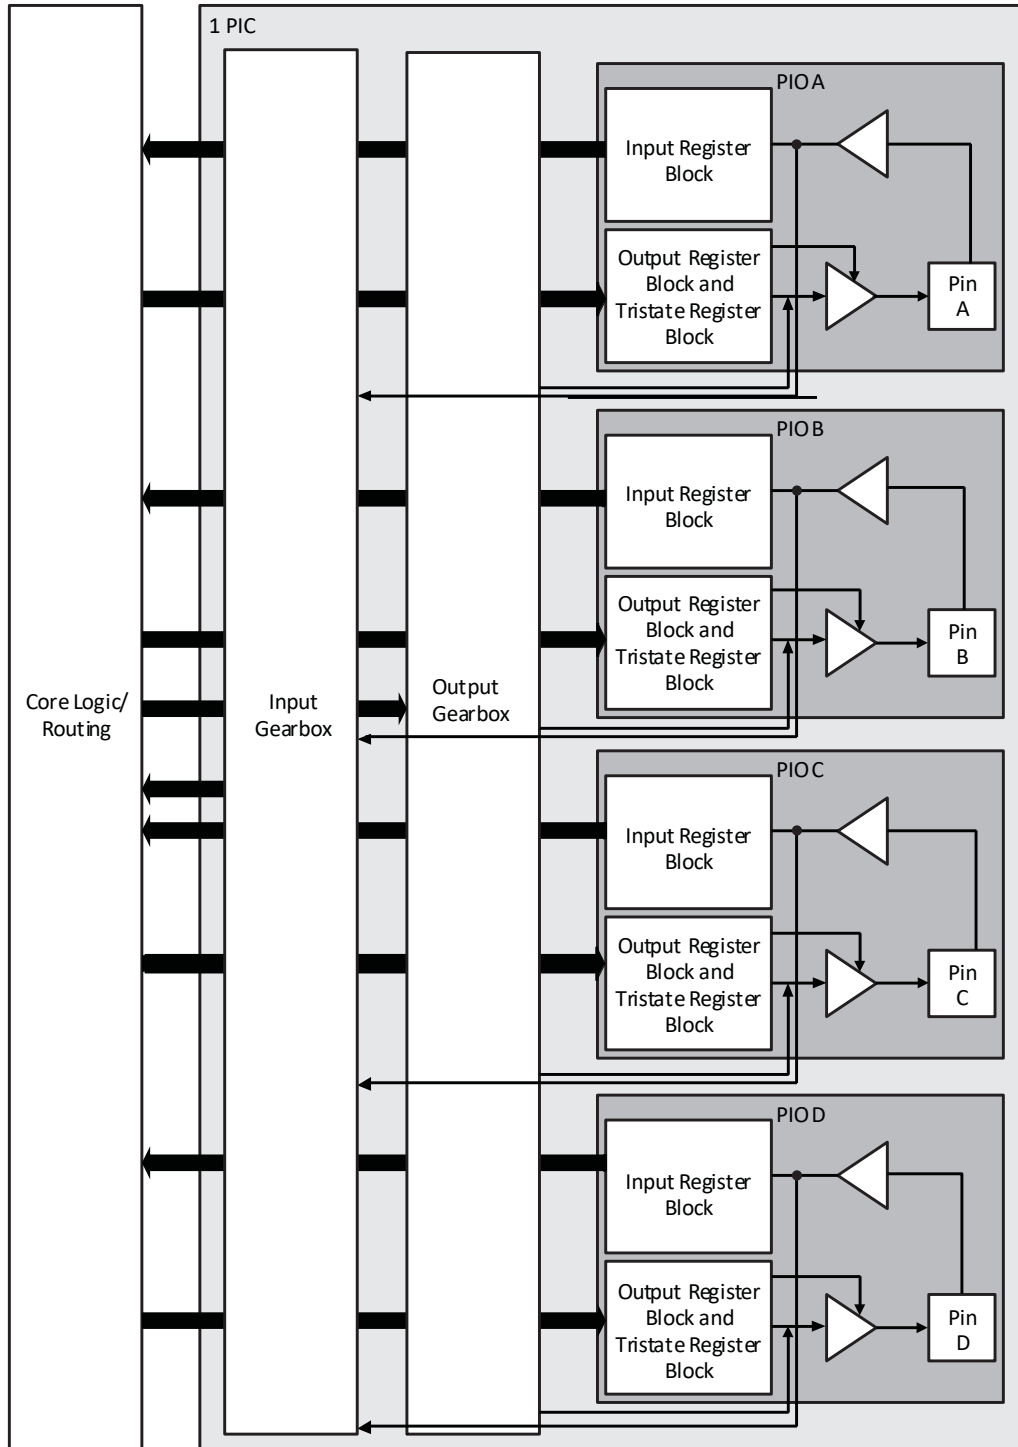 1 PIC
PIO A
Input Register
Block
Output Register
Block and
Tristate Register
Block
Pin
A
PIO B
Input Register
Block
Output Register
Block and
Tristate Register
Block
Pin
B
Core Logic/
Routing
Input
Gearbox
Output
Gearbox
PIO C
Input Register
Block
Output Register
Block and
Tristate Register
Block
Pin
C
PIO D
Input Register
Block
Output Register
Block and
Tristate Register
Block
Pin
D